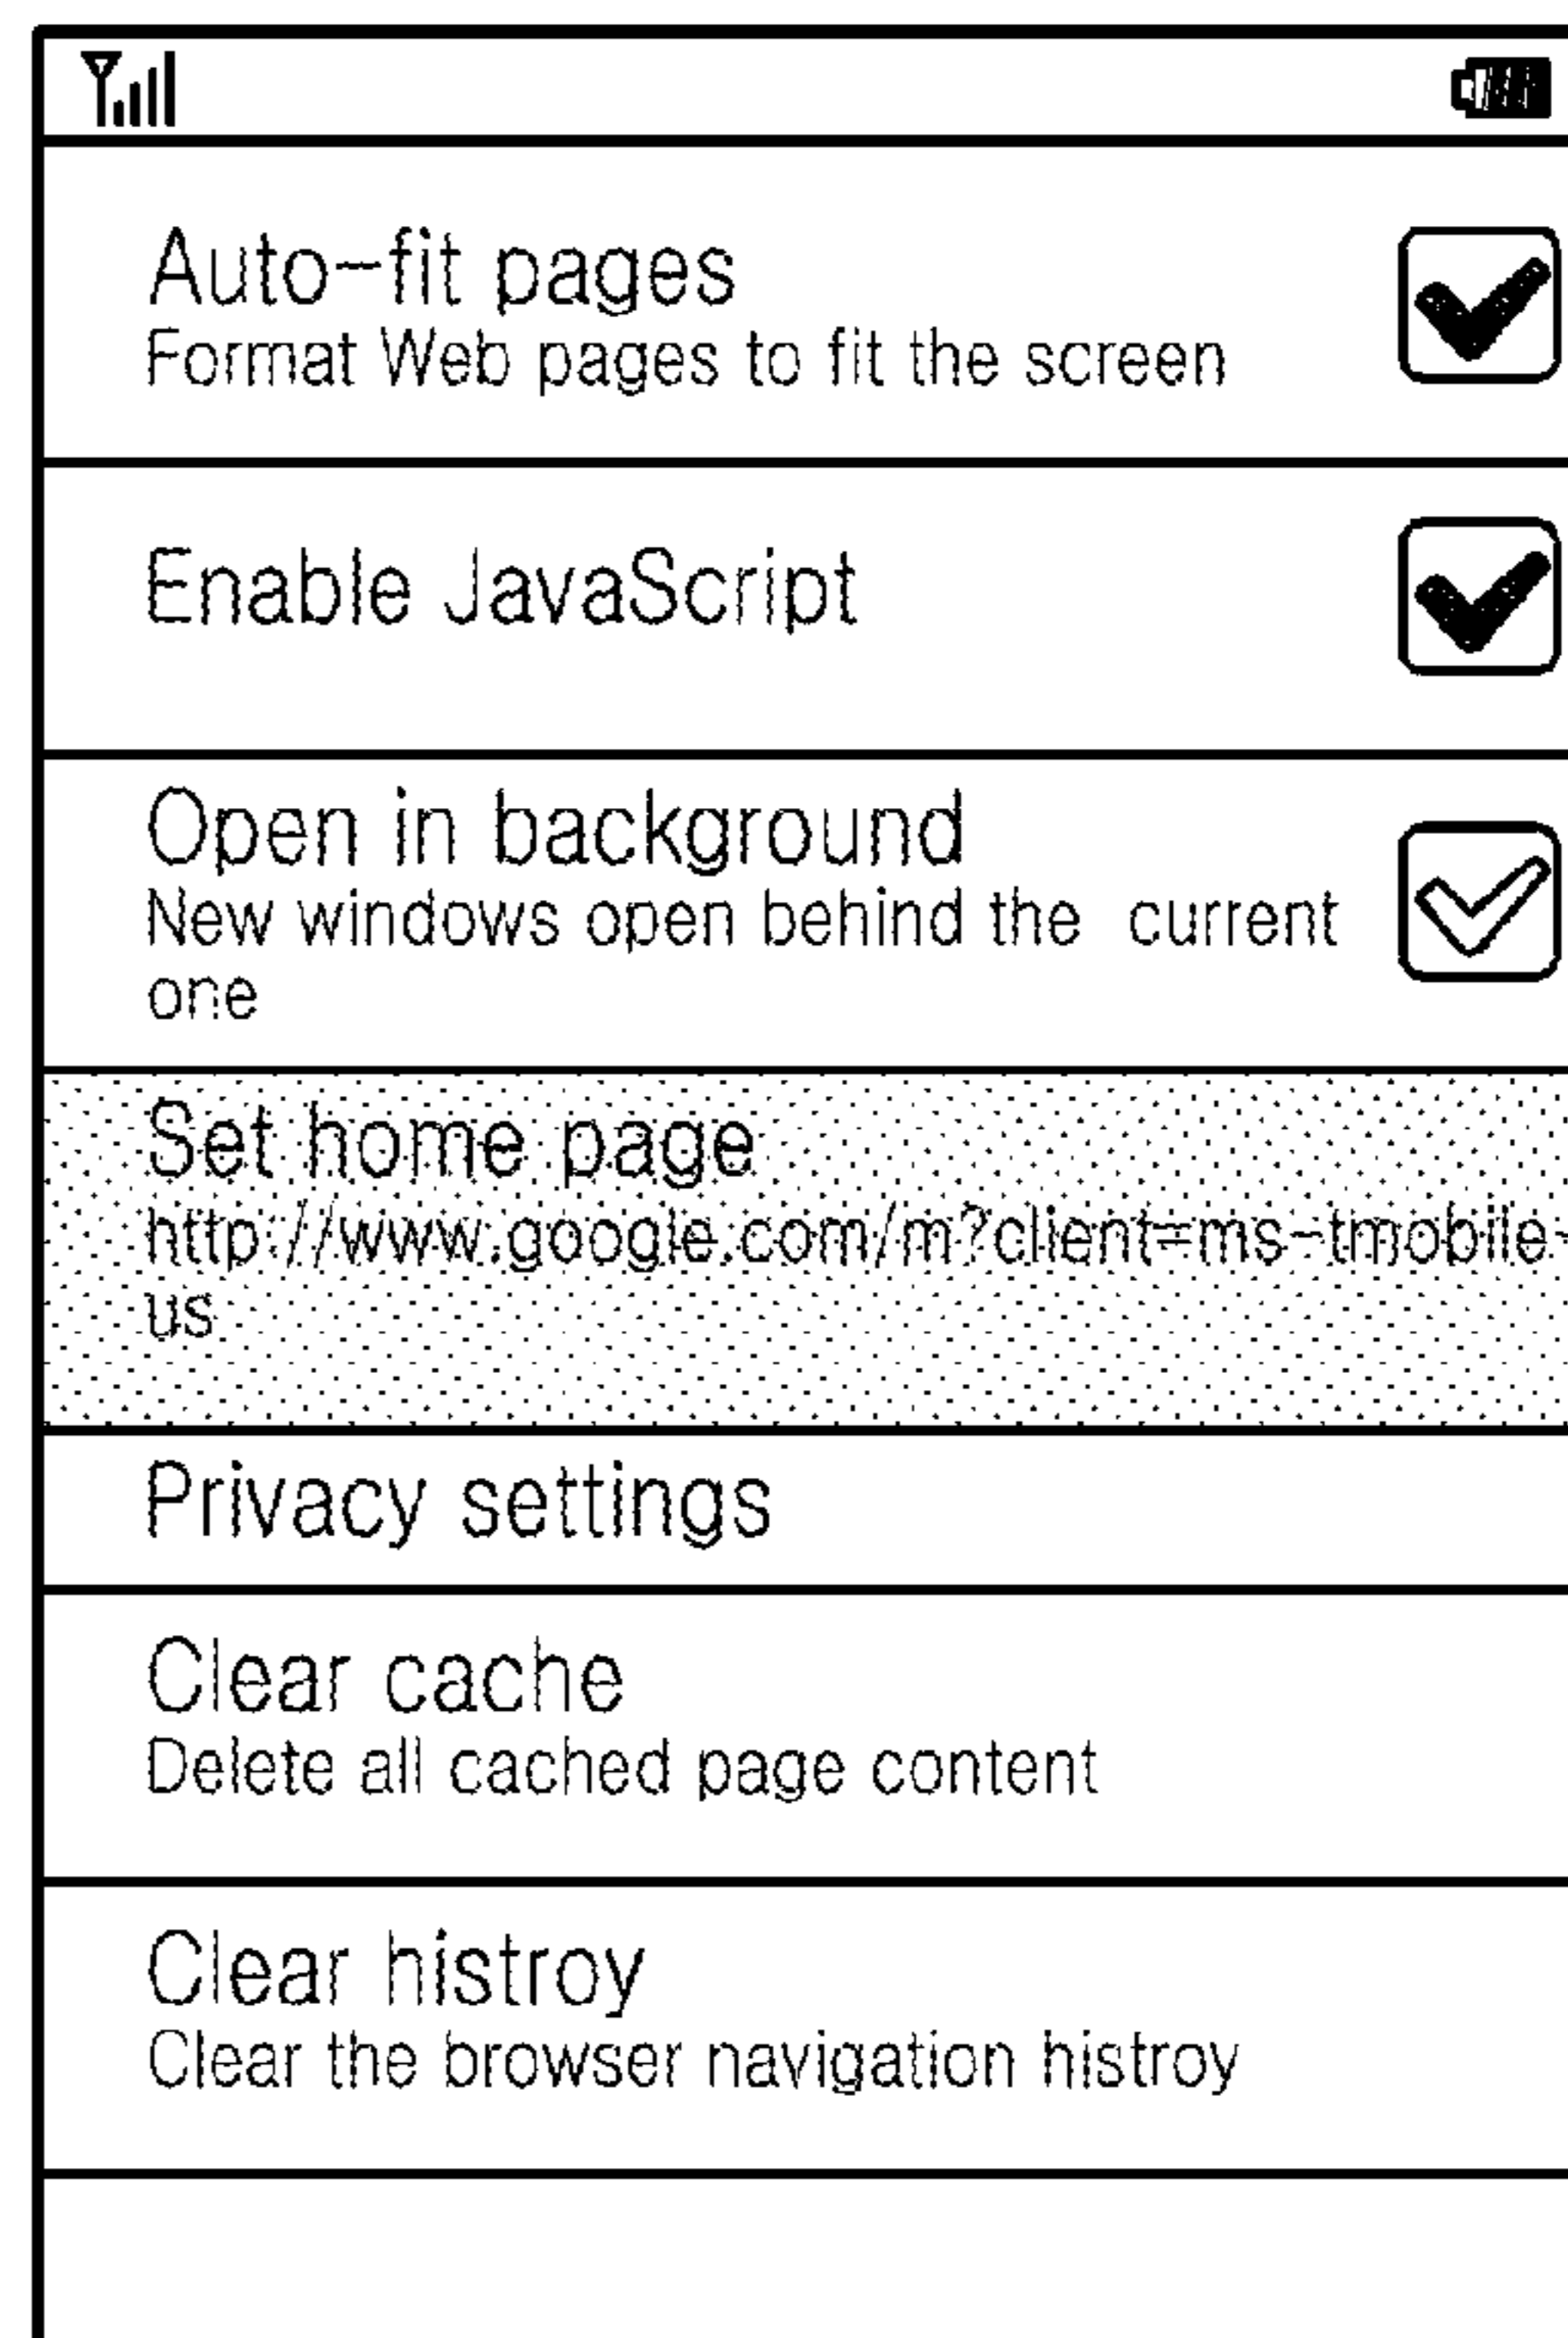 Auto-fit pages
Format Web pages to fit the screen
Enable JavaScript
Open in background
New windows open behind the current
one
Set home page
http://www.google.com/m?client=ms-tmobile-
us
Privacy settings
Clear cache
Delete all cached page content
Clear histroy
Clear the browser navigation histroy